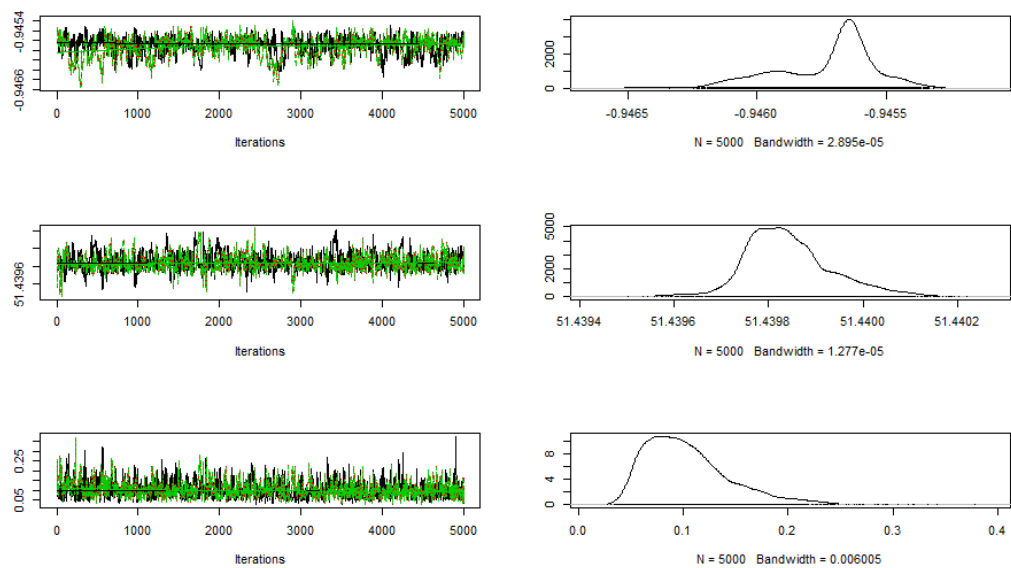 -0.9454
-0.9466
0 1000 2000 3000 4000 5000
Iterations
2000
0
-0.9465 -0.9460 -0.9455
N = 5000 Bandwidth = 2.895e-05
51.4396
0 1000 2000 3000 4000 5000
Iterations
5000
2000
0
51.4394 51.4396 51.4398 51.4400 51.4402
N = 5000 Bandwidth = 1.277e-05
0.25
0.05
0 1000 2000 3000 4000 5000
Iterations
8
4
0
0.0 0.1 0.2 0.3 0.4
N = 5000 Bandwidth = 0.006005